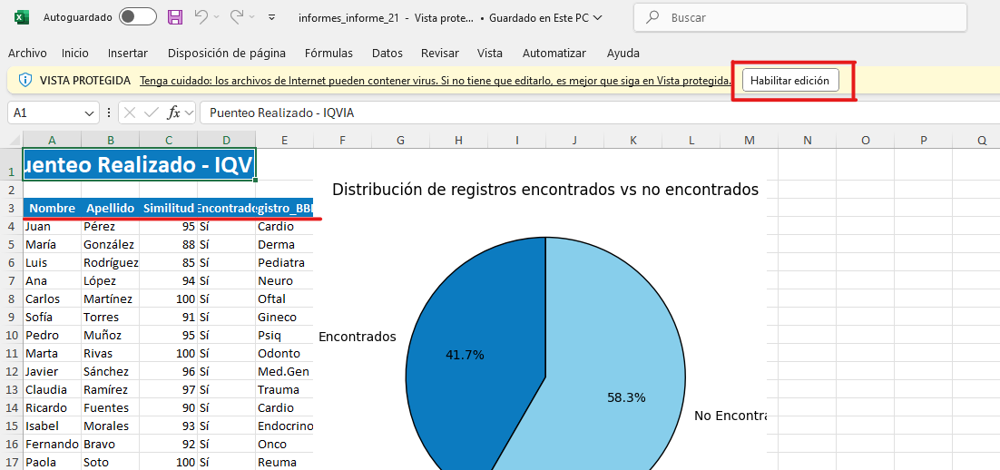 Autoguardado informes_informe_21 - Vista prote... • Guardado en Este PC Buscar
Archivo Inicio Insertar Disposición de página Fórmulas Datos Revisar Vista Automatizar Ayuda
VISTA PROTEGIDA Tenga cuidado: los archivos de Internet pueden contener virus. Si no tiene que editarlo, es mejor que siga en Vista protegida. Habilitar edición
A1 fx Puenteo Realizado - IQVIA
A B C D E F G H I J K L M N O P Q
1 uenteo Realizado - IQV
2
Distribución de registros encontrados vs no encontrados
3 Nombre Apellido Similitud Encontrado gistro_BB
4 Juan Pérez 95 Sí Cardio
5 María González 88 Sí Derma
6 Luis Rodríguez 85 Sí Pediatra
7 Ana López 94 Sí Neuro
8 Carlos Martínez 100 Sí Oftal
9 Sofía Torres 91 Sí Gineco
10 Pedro Muñoz 95 Sí Psiq
11 Marta Rivas 100 Sí Odonto
12 Javier Sánchez 96 Sí Med.Gen
13 Claudia Ramírez 97 Sí Trauma
14 Ricardo Fuentes 90 Sí Cardio
15 Isabel Morales 93 Sí Endocrino
16 Fernando Bravo 92 Sí Onco
17 Paola Soto 100 Sí Reuma
Encontrados
41.7%
58.3%
No Encontra